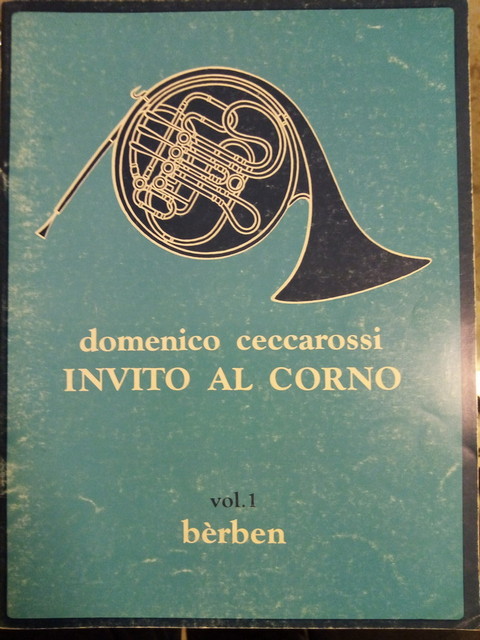 domenico ceccarossi
INVITO AL CORNO
vol.1
bèrben